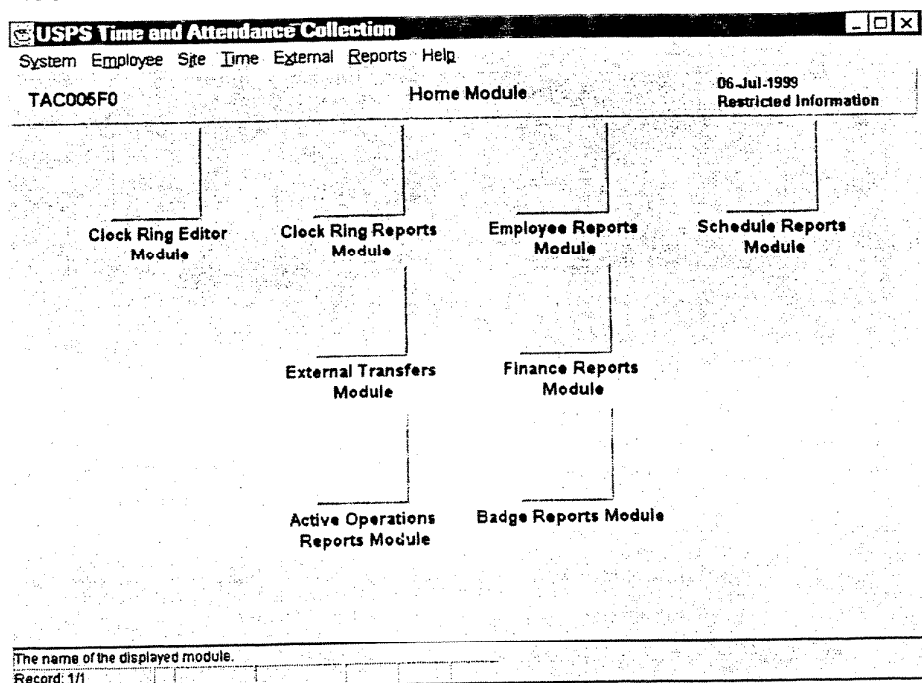 USPS Time and Attendance Collection
System Employee Site Time External Reports Help
TAC005F0
Home Module
06-Jul-1999
Restricted Information
Clock Ring Editor
Module
Clock Ring Reports
Module
Employee Reports
Module
Schedule Reports
Module
External Transfers
Module
Finance Reports
Module
Active Operations
Reports Module
Badge Reports Module
The name of the displayed module.
Record: 1/1